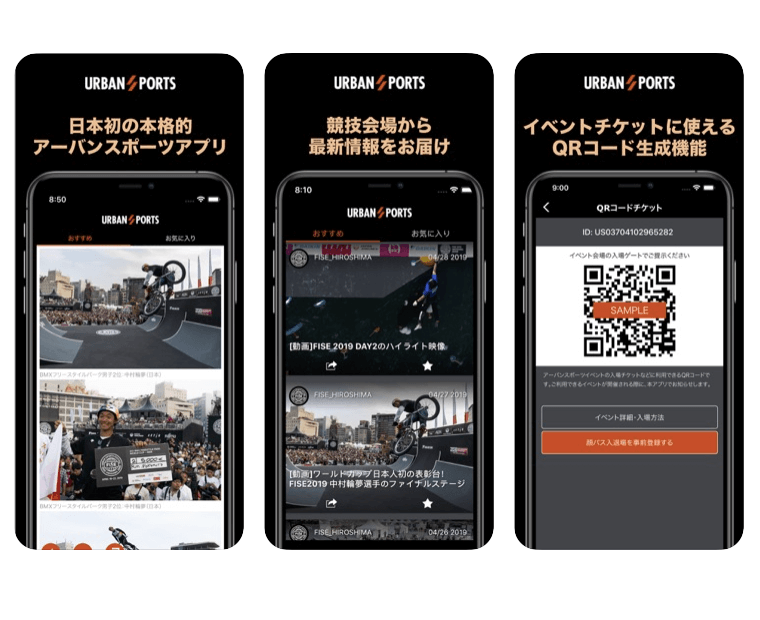 URBAN SPORTS
日本初の本格的
アーバンスポーツアプリ
8:50
URBAN SPORTS
おすすめ
お気に入り
BMXフリースタイルパーク男子2位 中村輪夢(日本)
FISE
BMXフリースタイルパーク男子2位 中村輪夢(日本)
URBAN SPORTS
競技会場から
最新情報をお届け
8:10
URBAN SPORTS
おすすめ
お気に入り
FISE_HIROSHIMA
04/28 2019
[動画]FISE 2019 DAY2のハイライト映像
FISE_HIROSHIMA
04/27 2019
[動画]ワールドカップ日本人初の表彰台!
FISE2019 中村輪夢選手のファイナルステージ
FISE_HIROSHIMA
04/26 2019
URBAN SPORTS
イベントチケットに使える
QRコード生成機能
9:00
QRコードチケット
ID: US03704102965282
イベント会場の入場ゲートでご提示ください
SAMPLE
アーバンスポーツイベントの入場チケットなどに利用できるQRコードで
す。ご利用できるイベントが開催される際に、本アプリでお知らせします。
イベント詳細・入場方法
顔パス入退場を事前登録する